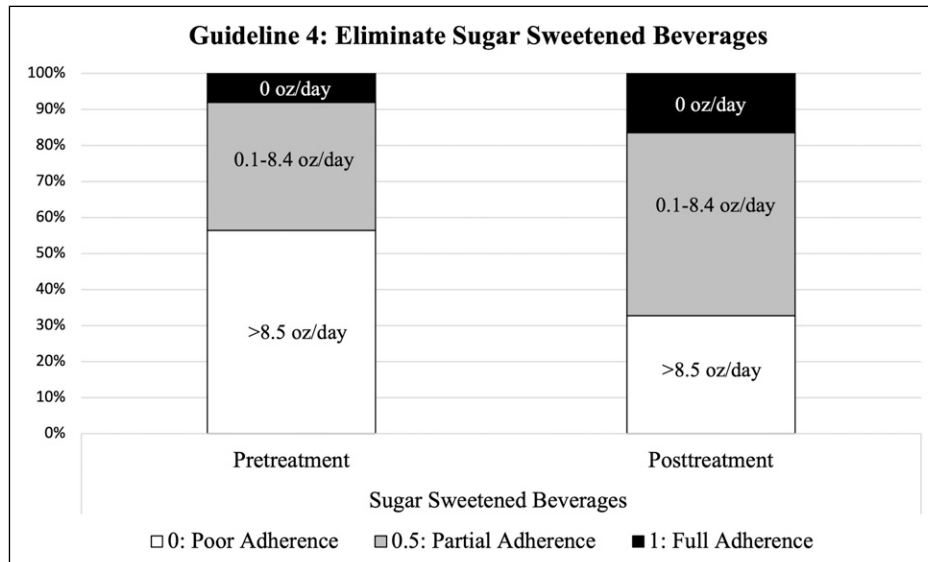 Guideline 4: Eliminate Sugar Sweetened Beverages
100%
90%
80%
70%
60%
50%
40%
30%
20%
10%
0%
0 oz/day
0.1-8.4 oz/day
>8.5 oz/day
0 oz/day
0.1-8.4 oz/day
>8.5 oz/day
Pretreatment Posttreatment
Sugar Sweetened Beverages
0: Poor Adherence 0.5: Partial Adherence 1: Full Adherence